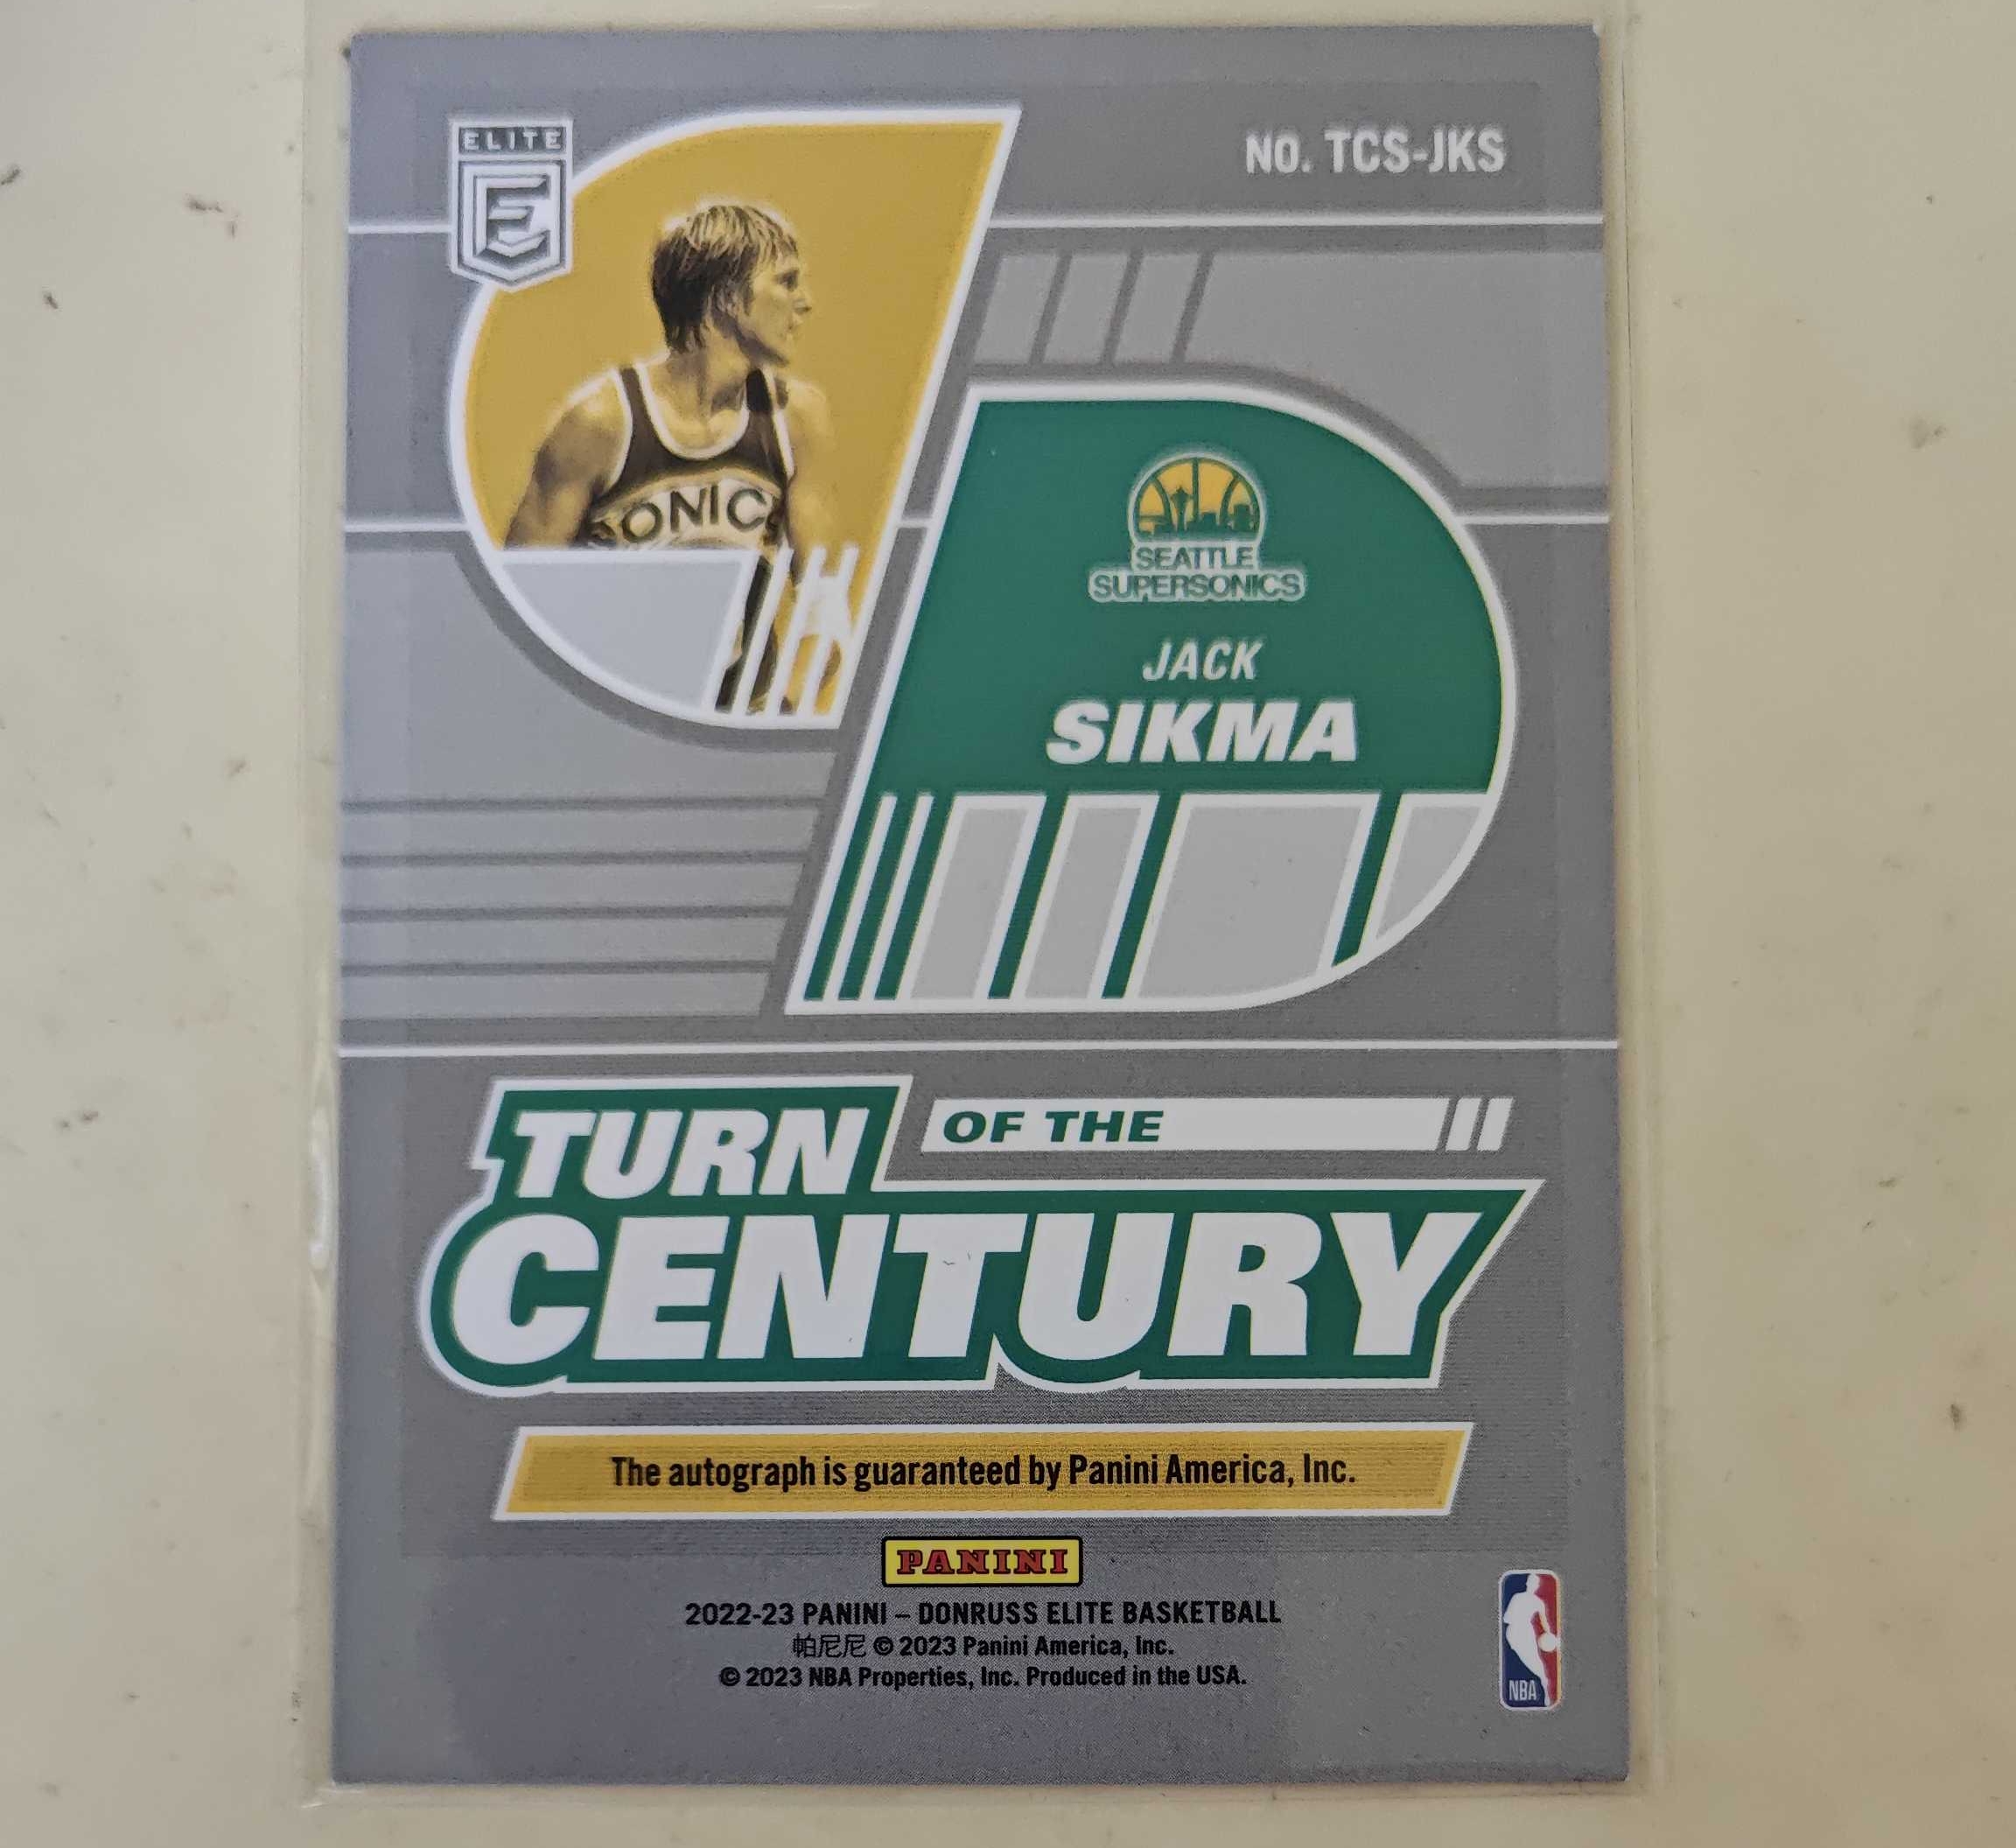 ELITE
E
NO. TCS-JKS
SONICS
SEATTLE
SUPERSONICS
JACK
SIKMA
TURN OF THE
CENTURY
The autograph is guaranteed by Panini America, Inc.
PANINI
2022-23 PANINI – DONRUSS ELITE BASKETBALL
帕尼尼 © 2023 Panini America, Inc.
© 2023 NBA Properties, Inc. Produced in the USA.
NBA